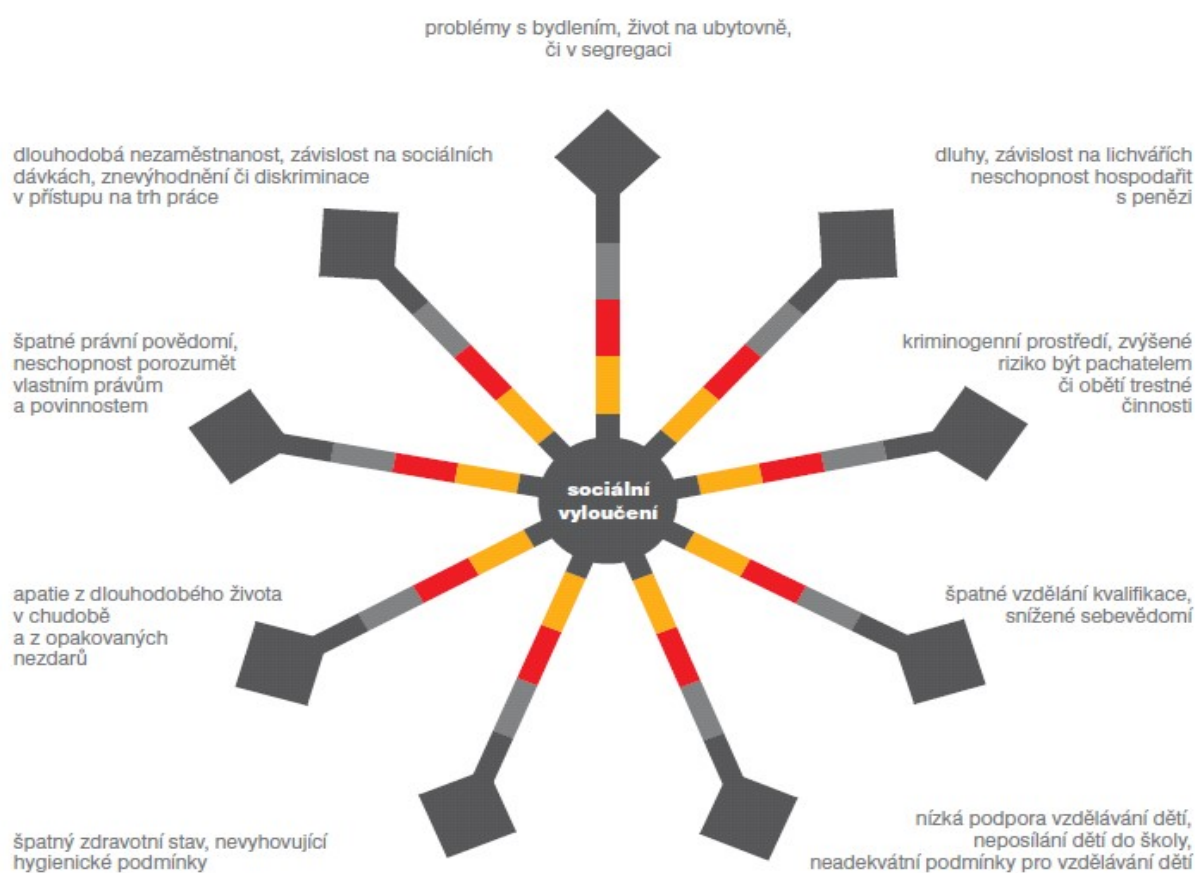 problémy s bydlením, život na ubytovně,
či v segregaci
dlouhodobá nezaměstnanost, závislost na sociálních
dávkách, znevýhodnění či diskriminace
v přístupu na trh práce
dluhy, závislost na lichvářích
neschopnost hospodařit
s penězi
špatné právní povědomí,
neschopnost porozumět
vlastním právům
a povinnostem
kriminogenní prostředí, zvýšené
riziko být pachatelem
či obětí trestné
činnosti
sociální
vyloučení
apatie z dlouhodobého života
v chudobě
a z opakovaných
nezdarů
špatné vzdělání kvalifikace,
snížené sebevědomí
špatný zdravotní stav, nevyhovující
hygienické podmínky
nízká podpora vzdělávání dětí,
neposílání dětí do školy,
neadekvátní podmínky pro vzdělávání dětí